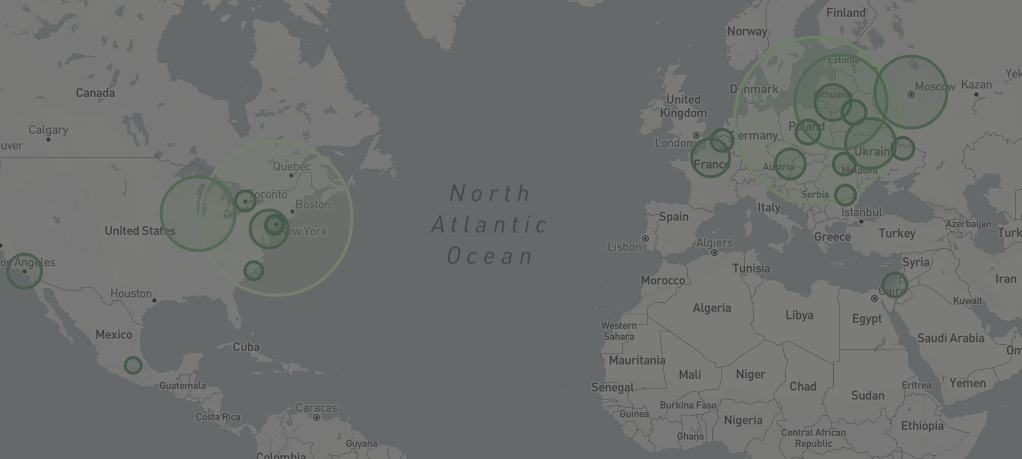 Finland
Norway
Estonia
Canada
Denmark
Lithuania
Moscow
Kazan
United
Kingdom
Calgary
London
Poland
ermany
Ukrain
France
Austria
Moldova
Quebec
Toronto
Serbia
North
Atlantic
Ocean
Boston
Spain
Italy
Istanbul
United States
New York
Greece
Turkey
Azerbaijan
Lisbon
Algiers
os Angeles
Tunisia
Syria
Morocco
Iran
Houston
Cairo
Kuwait
Algeria
Libya
Egypt
Western
Sahara
Mexico
Saudi Arabia
Cuba
Om
Mauritania
Mali
Niger
Chad
Guatemala
Senegal
Sudan
Eritrea
Yemen
Costa Rica
Caracas
Guinea
Burkina Faso
Nigeria
Ethiopia
Ghana
Central African
Republic
Guyana
Colombia